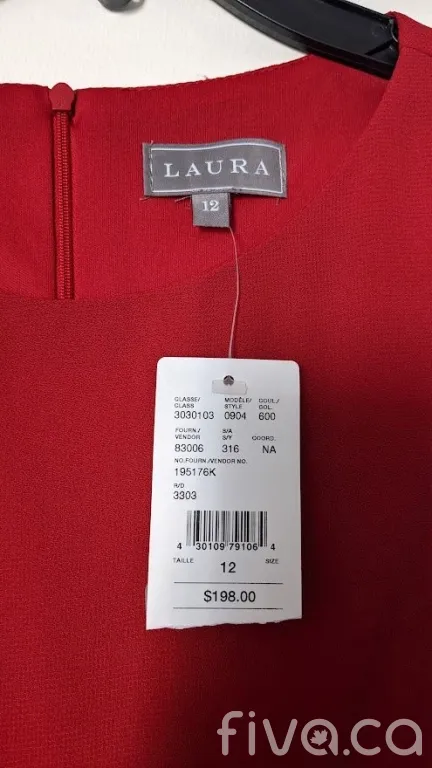 LAURA
12
CLASSE/ MODÈLE/ COUL./
CLASS STYLE COL.
3030103 0904 600
FOURN./ S/A
VENDOR S/Y COORD.
83006 316 NA
NO.FOURN./VENDOR NO.
195176K
R/D
3303
4 30109 79106 4
TAILLE 12 SIZE
$198.00
fiva.ca